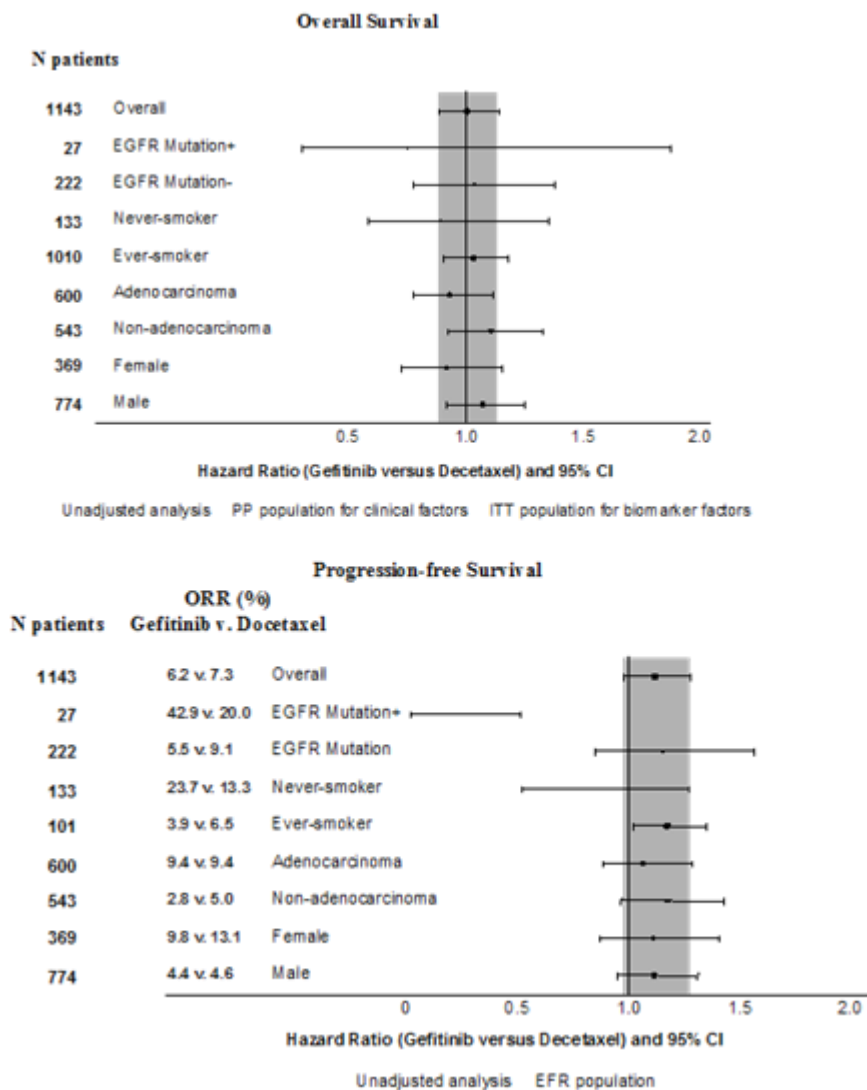 Overall Survival
N patients
1143 Overall
27 EGFR Mutation+
222 EGFR Mutation-
133 Never-smoker
1010 Ever-smoker
600 Adenocarcinoma
543 Non-adenocarcinoma
369 Female
774 Male
0.5 1.0 1.5 2.0
Hazard Ratio (Gefitinib versus Decetaxel) and 95% CI
Unadjusted analysis PP population for clinical factors ITT population for biomarker factors
Progression-free Survival
ORR (%)
N patients Gefitinib v. Docetaxel
1143 6.2 v. 7.3 Overall
27 42.9 v. 20.0 EGFR Mutation+
222 5.5 v. 9.1 EGFR Mutation
133 23.7 v. 13.3 Never-smoker
101 3.9 v. 6.5 Ever-smoker
600 9.4 v. 9.4 Adenocarcinoma
543 2.8 v. 5.0 Non-adenocarcinoma
369 9.8 v. 13.1 Female
774 4.4 v. 4.6 Male
0 0.5 1.0 1.5 2.0
Hazard Ratio (Gefitinib versus Decetaxel) and 95% CI
Unadjusted analysis EFR population